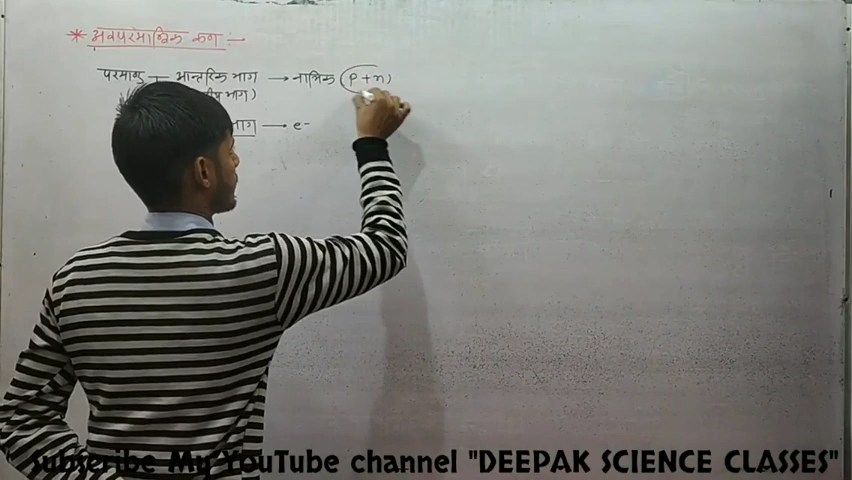 * अवपरमाण्विक कण :-
परमाणु - आन्तरिक भाग → नाभिक (p + n)
भाग)
भाग → e-
Subscribe My YouTube channel "DEEPAK SCIENCE CLASSES"